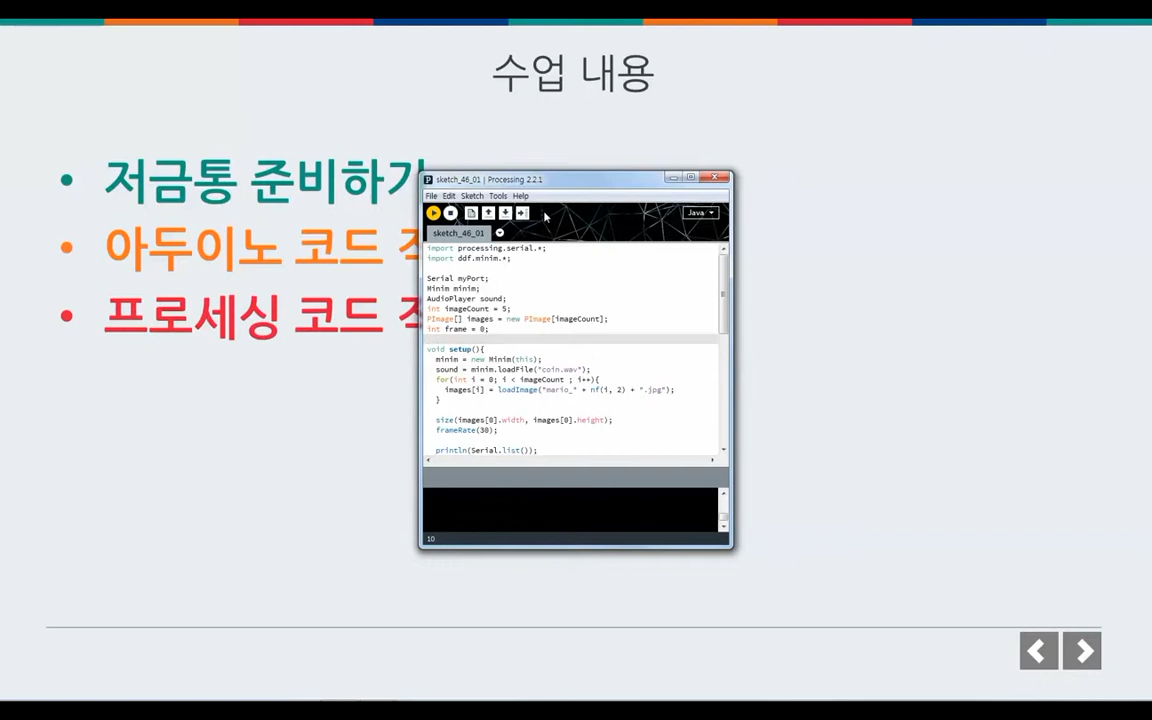 수업 내용
• 저금통 준비하기
• 아두이노 코드
• 프로세싱 코드
sketch_46_01 | Processing 2.2.1
File Edit Sketch Tools Help
Java
sketch_46_01
import processing.serial.*;
import ddf.minim.*;
Serial myPort;
Minim minim;
AudioPlayer sound;
int imageCount = 5;
PImage[] images = new PImage[imageCount];
int frame = 0;
void setup(){
minim = new Minim(this);
sound = minim.loadFile("coin.wav");
for(int i = 0; i < imageCount ; i++){
images[i] = loadImage("mario_" + nf(i, 2) + ".jpg");
}
size(images[0].width, images[0].height);
frameRate(30);
println(Serial.list());
10